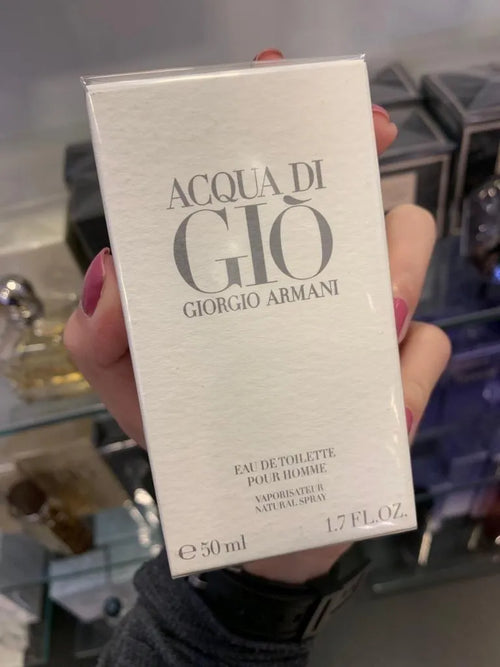 ACQUA DI
GIÒ
GIORGIO ARMANI
EAU DE TOILETTE
POUR HOMME
VAPORISATEUR
NATURAL SPRAY
℮ 50 ml
1.7 FL.OZ.